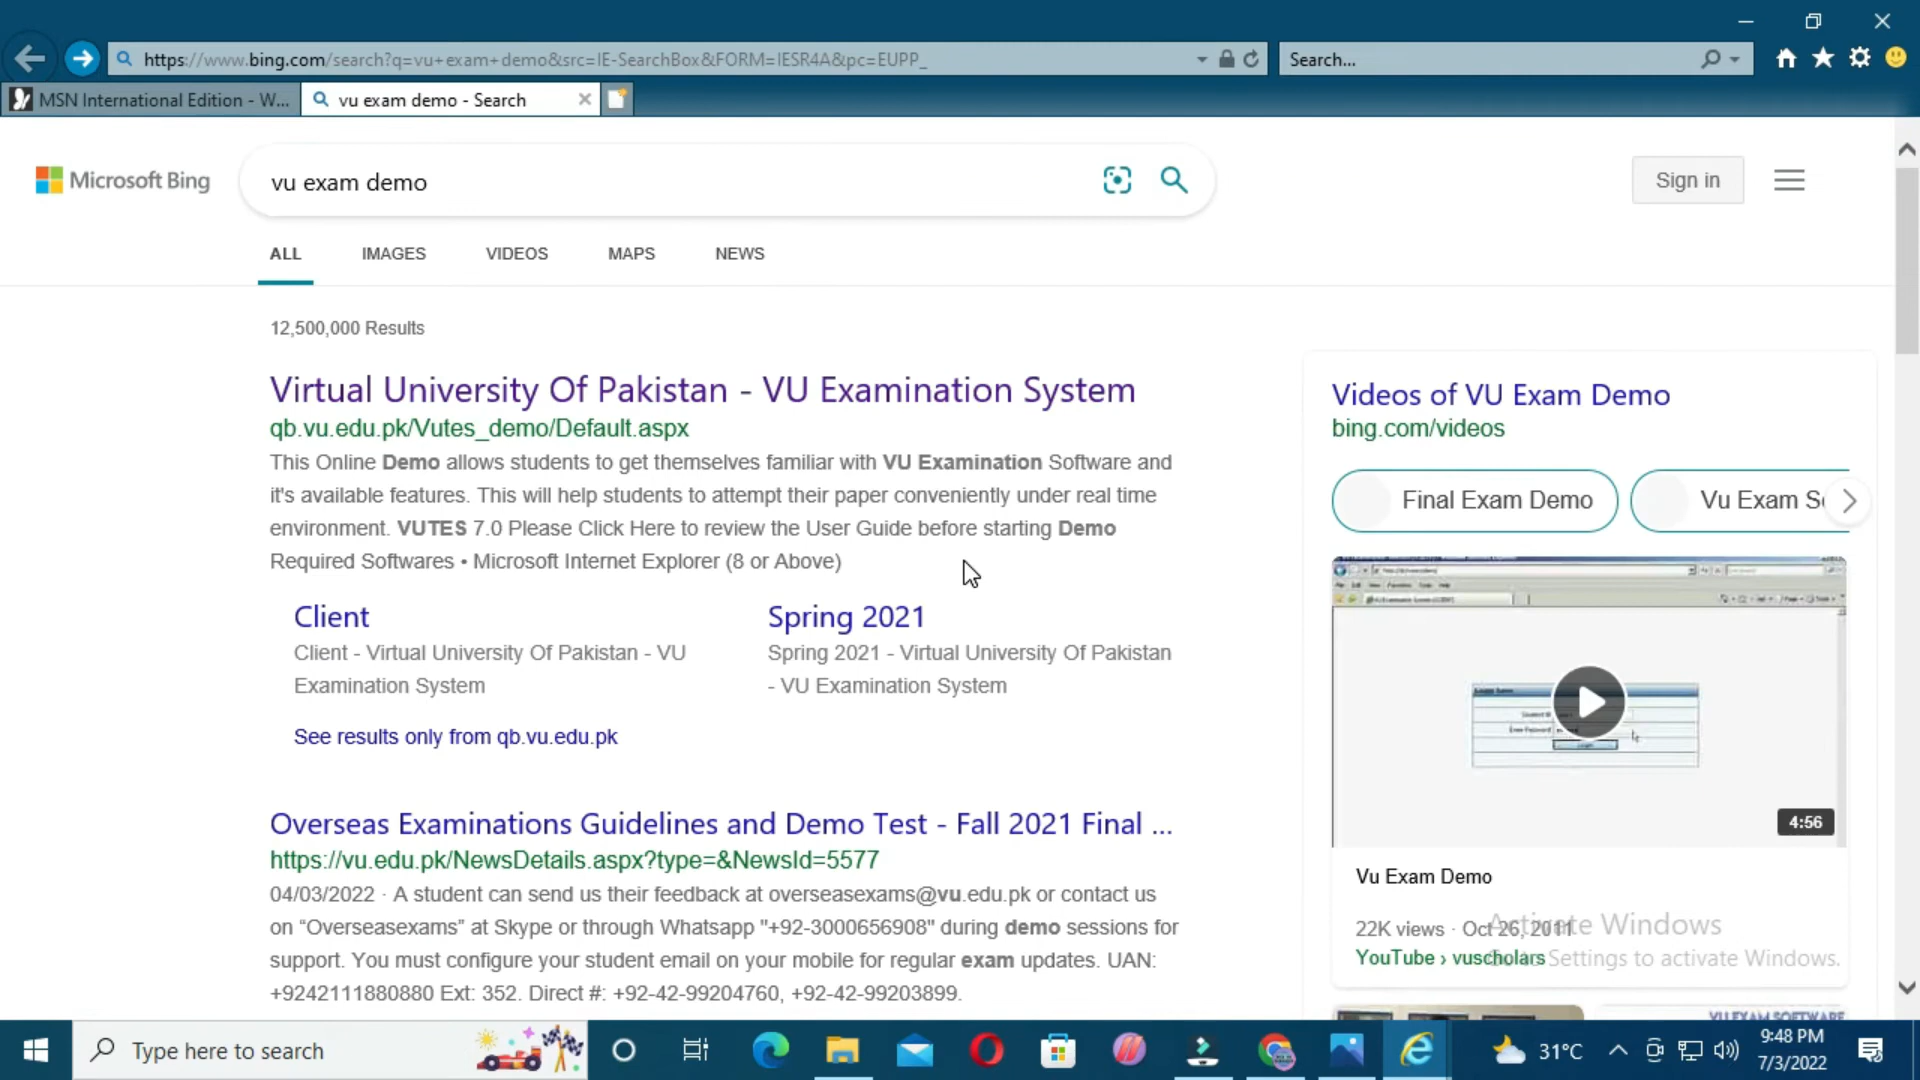 https://www.bing.com/search?q=vu+exam+demo&src=IE-SearchBox&FORM=IESR4A&pc=EUPP_
Search...
MSN International Edition - W...
vu exam demo - Search
Microsoft Bing
vu exam demo
Sign in
ALL
IMAGES
VIDEOS
MAPS
NEWS
12,500,000 Results
Virtual University Of Pakistan - VU Examination System
qb.vu.edu.pk/Vutes_demo/Default.aspx
This Online Demo allows students to get themselves familiar with VU Examination Software and
it's available features. This will help students to attempt their paper conveniently under real time
environment. VUTES 7.0 Please Click Here to review the User Guide before starting Demo
Required Softwares • Microsoft Internet Explorer (8 or Above)
Client
Client - Virtual University Of Pakistan - VU
Examination System
Spring 2021
Spring 2021 - Virtual University Of Pakistan
- VU Examination System
See results only from qb.vu.edu.pk
Overseas Examinations Guidelines and Demo Test - Fall 2021 Final ...
https://vu.edu.pk/NewsDetails.aspx?type=&NewsId=5577
04/03/2022 · A student can send us their feedback at overseasexams@vu.edu.pk or contact us
on “Overseasexams” at Skype or through Whatsapp "+92-3000656908" during demo sessions for
support. You must configure your student email on your mobile for regular exam updates. UAN:
+9242111880880 Ext: 352. Direct #: +92-42-99204760, +92-42-99203899.
Videos of VU Exam Demo
bing.com/videos
Final Exam Demo
Vu Exam S
4:56
Vu Exam Demo
22K views · Oct 26, 2011
YouTube › vuscholars
Activate Windows
Go to Settings to activate Windows.
VU EXAM SOFTWARE
Type here to search
31°C
9:48 PM
7/3/2022